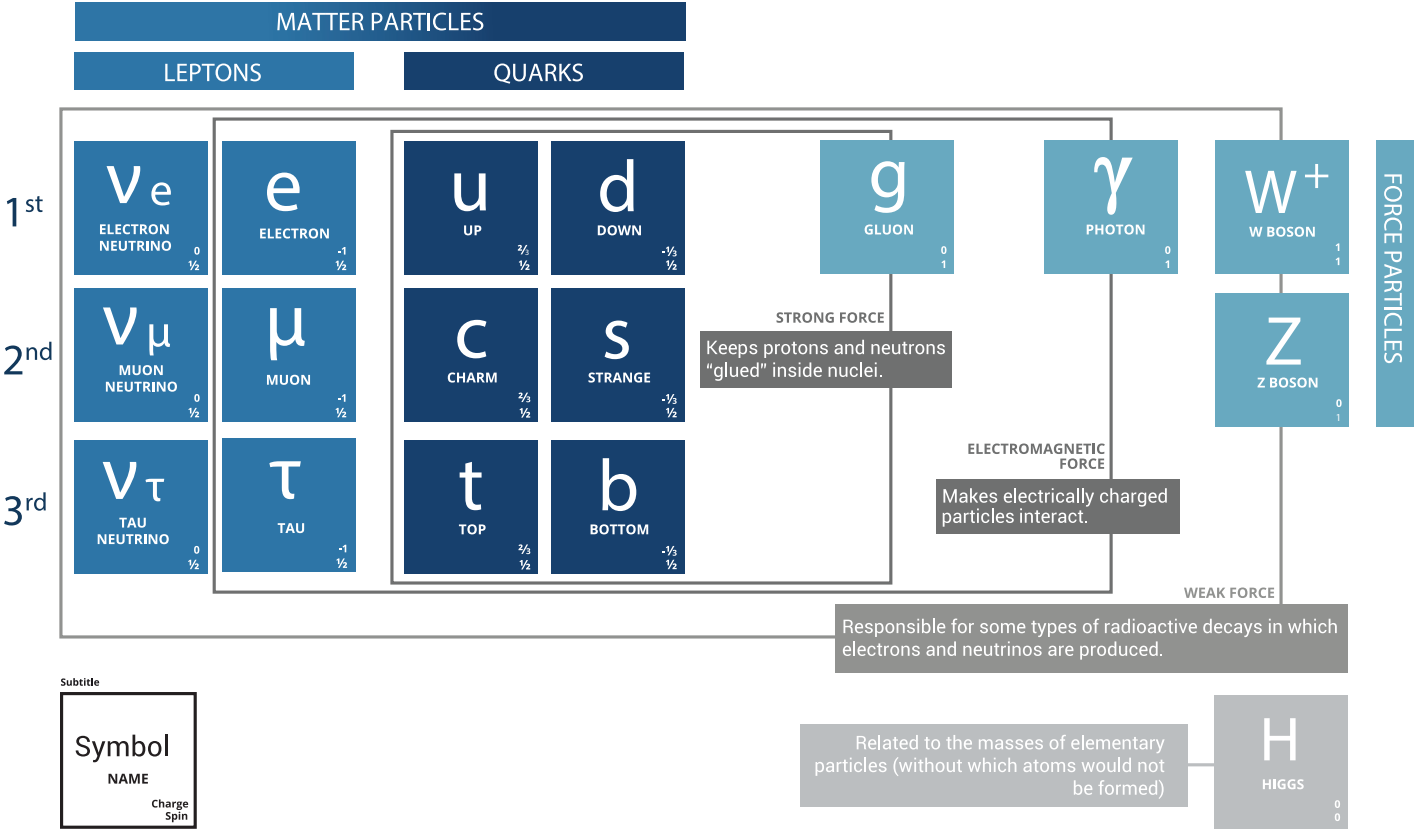 MATTER PARTICLES
LEPTONS
QUARKS
1st
νe
ELECTRON
NEUTRINO
0
½
e
ELECTRON
-1
½
u
UP
⅔
½
d
DOWN
-⅓
½
g
GLUON
0
1
γ
PHOTON
0
1
W+
W BOSON
1
1
FORCE PARTICLES
2nd
νμ
MUON
NEUTRINO
0
½
μ
MUON
-1
½
c
CHARM
⅔
½
s
STRANGE
-⅓
½
STRONG FORCE
Keeps protons and neutrons
“glued” inside nuclei.
Z
Z BOSON
0
1
3rd
ντ
TAU
NEUTRINO
0
½
τ
TAU
-1
½
t
TOP
⅔
½
b
BOTTOM
-⅓
½
ELECTROMAGNETIC
FORCE
Makes electrically charged
particles interact.
WEAK FORCE
Responsible for some types of radioactive decays in which
electrons and neutrinos are produced.
Subtitle
Symbol
NAME
Charge
Spin
Related to the masses of elementary
particles (without which atoms would not
be formed)
H
HIGGS
0
0